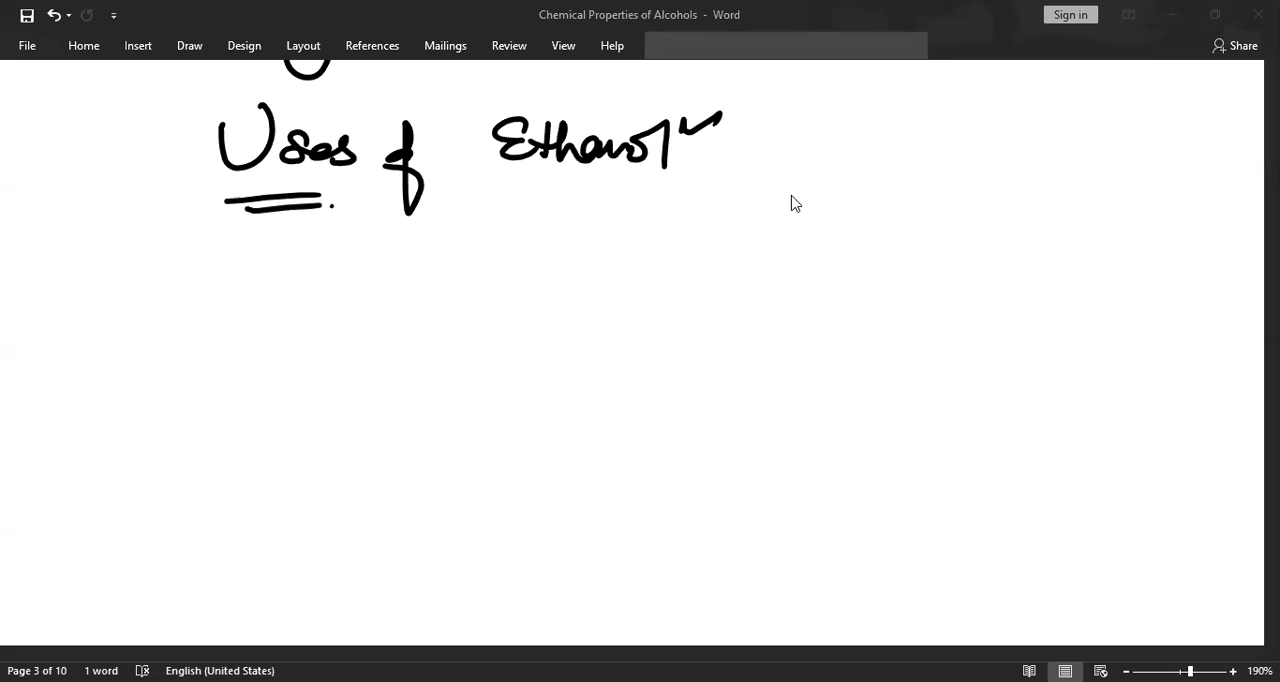 Chemical Properties of Alcohols - Word
Sign in
File Home Insert Draw Design Layout References Mailings Review View Help Share
Uses of Ethanol
Page 3 of 10 1 word English (United States) 190%